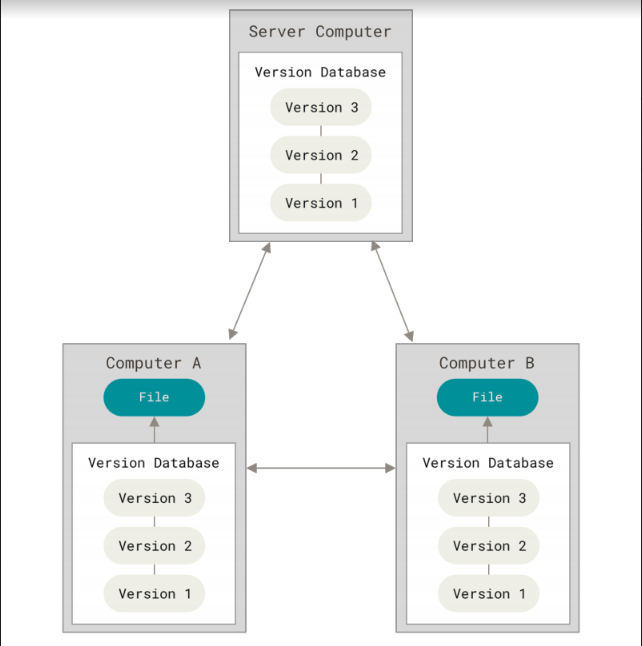 Server Computer
Version Database
Version 3
Version 2
Version 1
Computer A
File
Version Database
Version 3
Version 2
Version 1
Computer B
File
Version Database
Version 3
Version 2
Version 1